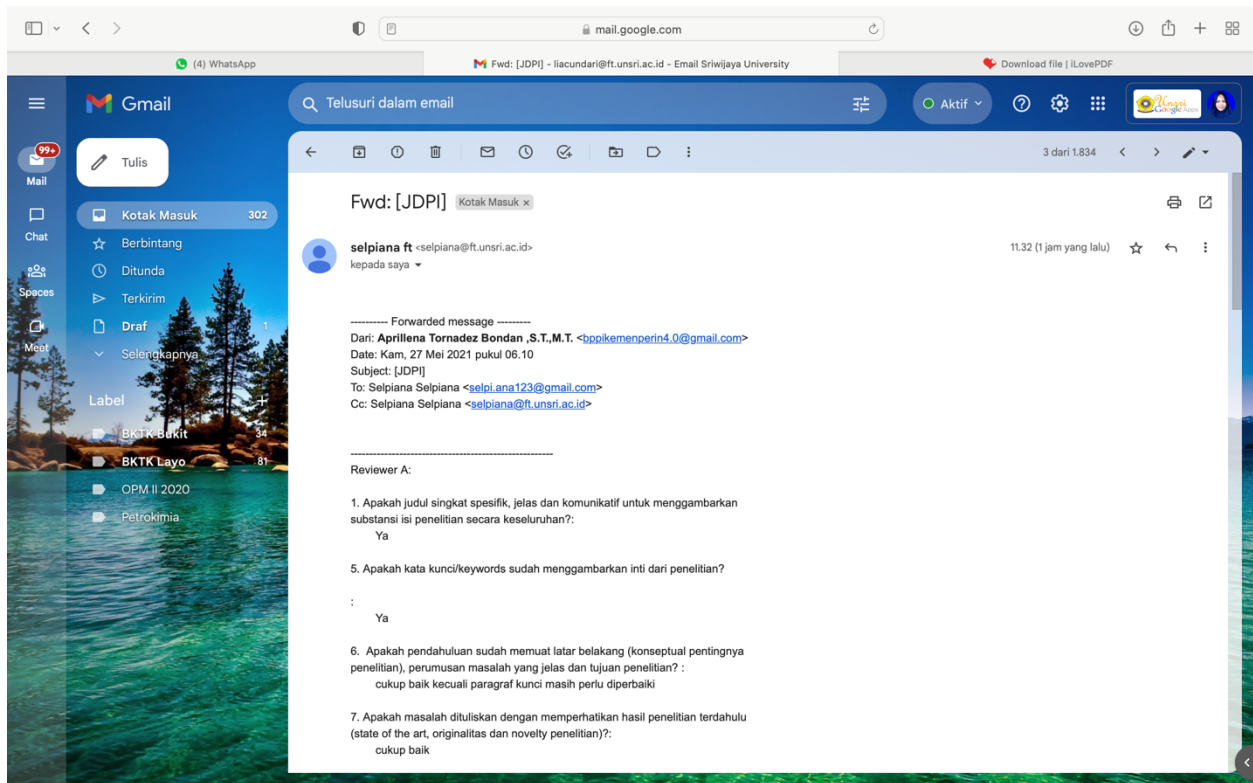 mail.google.com
(4) WhatsApp
Fwd: [JDPI] - liacundari@ft.unsri.ac.id - Email Sriwijaya University
Download file | iLovePDF
Gmail
Telusuri dalam email
Aktif
Unsri
Google Apps
99+
Mail
Chat
Spaces
Meet
Tulis
Kotak Masuk 302
Berbintang
Ditunda
Terkirim
Draf 1
Selengkapnya
Label +
BKTK Bukit 34
BKTK Layo 81
OPM II 2020
Petrokimia
3 dari 1.834
Fwd: [JDPI] Kotak Masuk ×
selpiana ft <selpiana@ft.unsri.ac.id> 11.32 (1 jam yang lalu)
kepada saya
---------- Forwarded message ---------
Dari: Aprillena Tornadez Bondan ,S.T.,M.T. <bppikemenperin4.0@gmail.com>
Date: Kam, 27 Mei 2021 pukul 06.10
Subject: [JDPI]
To: Selpiana Selpiana <selpi.ana123@gmail.com>
Cc: Selpiana Selpiana <selpiana@ft.unsri.ac.id>
------------------------------------------------------
Reviewer A:
1. Apakah judul singkat spesifik, jelas dan komunikatif untuk menggambarkan
substansi isi penelitian secara keseluruhan?:
Ya
5. Apakah kata kunci/keywords sudah menggambarkan inti dari penelitian?
:
Ya
6. Apakah pendahuluan sudah memuat latar belakang (konseptual pentingnya
penelitian), perumusan masalah yang jelas dan tujuan penelitian? :
cukup baik kecuali paragraf kunci masih perlu diperbaiki
7. Apakah masalah dituliskan dengan memperhatikan hasil penelitian terdahulu
(state of the art, originalitas dan novelty penelitian)?:
cukup baik